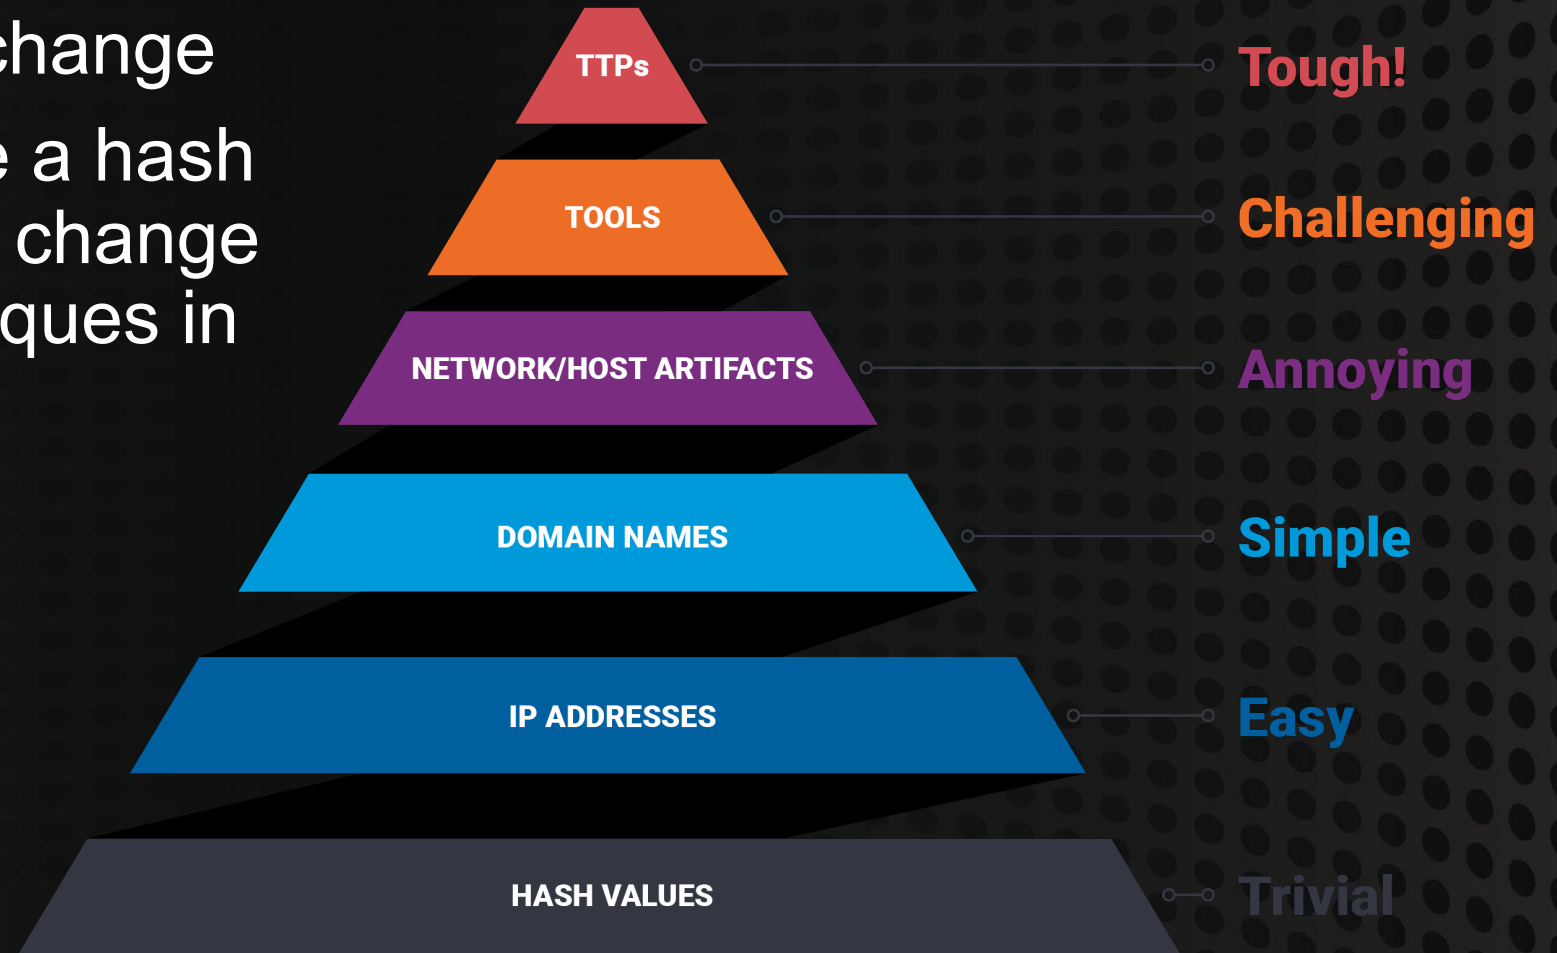 change
a hash
change
ques in
TTPs
Tough!
TOOLS
Challenging
NETWORK/HOST ARTIFACTS
Annoying
DOMAIN NAMES
Simple
IP ADDRESSES
Easy
HASH VALUES
Trivial